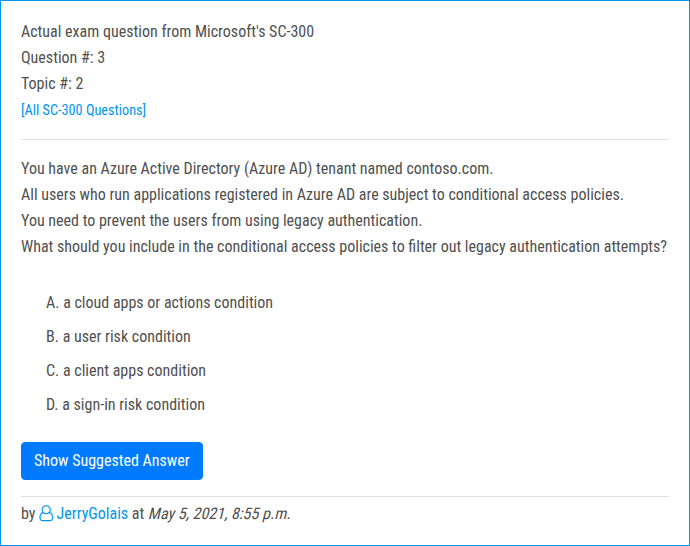 Actual exam question from Microsoft's SC-300
Question #: 3
Topic #: 2
[All SC-300 Questions]
You have an Azure Active Directory (Azure AD) tenant named contoso.com.
All users who run applications registered in Azure AD are subject to conditional access policies.
You need to prevent the users from using legacy authentication.
What should you include in the conditional access policies to filter out legacy authentication attempts?
A. a cloud apps or actions condition
B. a user risk condition
C. a client apps condition
D. a sign-in risk condition
Show Suggested Answer
by JerryGolais at May 5, 2021, 8:55 p.m.